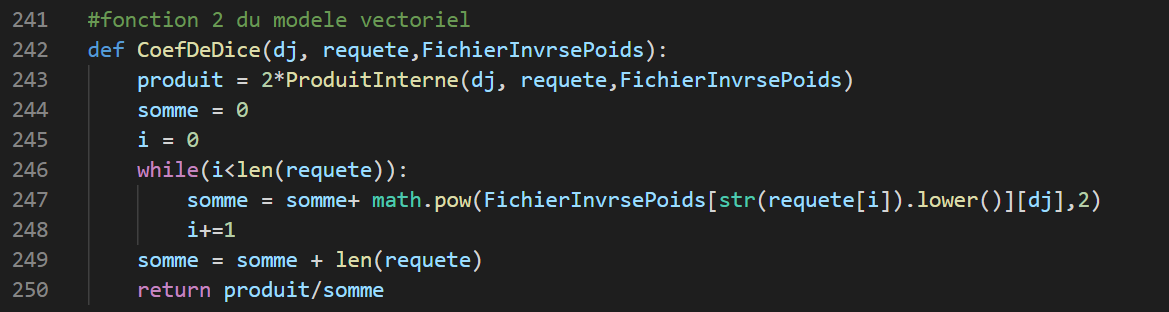 241 #fonction 2 du modele vectoriel
242 def CoefDeDice(dj, requete,FichierInvrsePoids):
243     produit = 2*ProduitInterne(dj, requete,FichierInvrsePoids)
244     somme = 0
245     i = 0
246     while(i<len(requete)):
247         somme = somme+ math.pow(FichierInvrsePoids[str(requete[i]).lower()][dj],2)
248         i+=1
249     somme = somme + len(requete)
250     return produit/somme